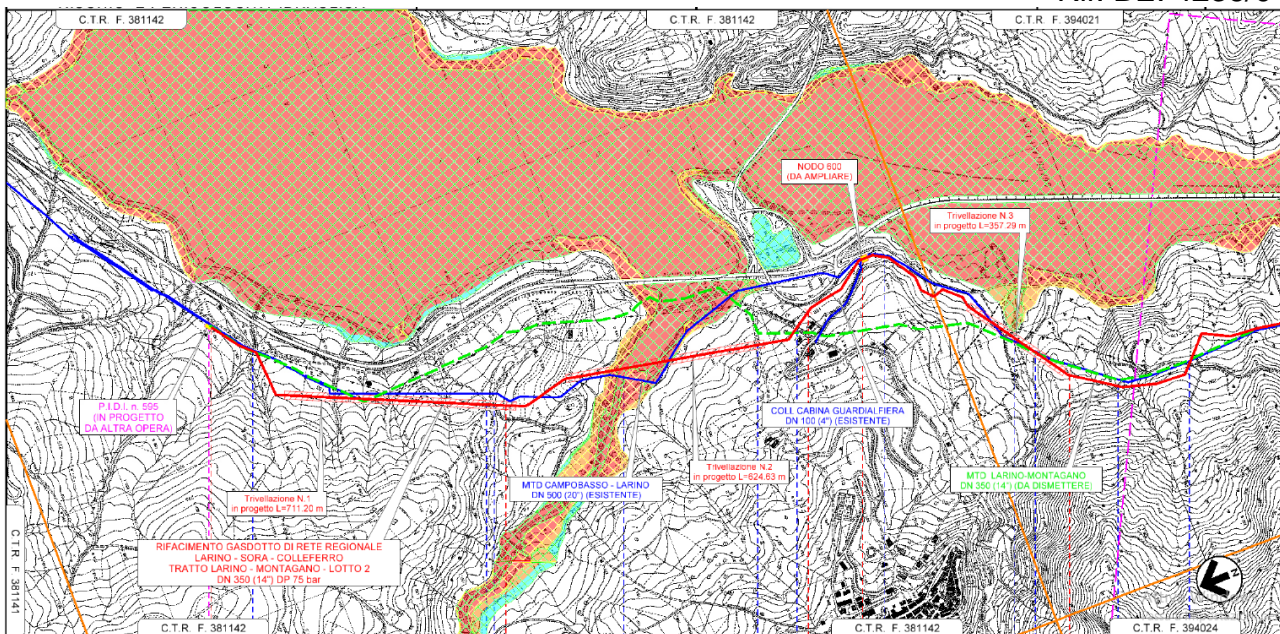 C.T.R. F. 381142
C.T.R. F. 381142
C.T.R. F. 394021
NODO 600
(DA AMPLIARE)
Trivellazione N.3
in progetto L=357.29 m
P.I.D.I. n. 595
(IN PROGETTO
DA ALTRA OPERA)
COLL.CABINA GUARDIALFIERA
DN 100 (4") (ESISTENTE)
Trivellazione N.2
in progetto L=624.63 m
MTD LARINO-MONTAGANO
DN 350 (14") (DA DISMETTERE)
MTD CAMPOBASSO - LARINO
DN 500 (20") (ESISTENTE)
Trivellazione N.1
in progetto L=711.20 m
RIFACIMENTO GASDOTTO DI RETE REGIONALE
LARINO - SORA - COLLEFERRO
TRATTO LARINO - MONTAGANO - LOTTO 2
DN 350 (14") DP 75 bar
C.T.R. F. 381141
N
C.T.R. F. 381142
C.T.R. F. 381142
C.T.R. F. 394024